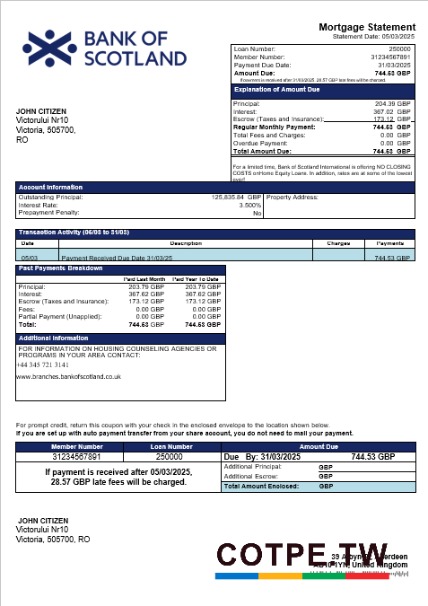 BANK OF
SCOTLAND
Mortgage Statement
Statement Date: 05/03/2025
Loan Number: 250000
Member Number: 31234567891
Payment Due Date: 31/03/2025
Amount Due: 744.53 GBP
If payment is received after 31/03/2025, 28.57 GBP late fees will be charged.
JOHN CITIZEN
Victorului Nr10
Victoria, 505700,
RO
Explanation of Amount Due
Principal: 204.39 GBP
Interest: 367.02 GBP
Escrow (Taxes and Insurance): 173.12 GBP
Regular Monthly Payment: 744.53 GBP
Total Fees and Charges: 0.00 GBP
Overdue Payment: 0.00 GBP
Total Amount Due: 744.53 GBP
For a limited time, Bank of Scotland International is offering NO CLOSING
COSTS on Home Equity Loans. In addition, rates are at some of the lowest
Account Information
Outstanding Principal: 125,835.84 GBP Property Address:
Interest Rate: 3.500%
Prepayment Penalty: No
Transaction Activity (06/03 to 31/03)
Date Description Charges Payments
05/03 Payment Received Due Date 31/03/25 744.53 GBP
Past Payments Breakdown
Paid Last Month Paid Year To Date
Principal: 203.79 GBP 203.79 GBP
Interest: 367.62 GBP 367.62 GBP
Escrow (Taxes and Insurance): 173.12 GBP 173.12 GBP
Fees: 0.00 GBP 0.00 GBP
Partial Payment (Unapplied): 0.00 GBP 0.00 GBP
Total: 744.53 GBP 744.53 GBP
Additional Information
FOR INFORMATION ON HOUSING COUNSELING AGENCIES OR
PROGRAMS IN YOUR AREA CONTACT:
+44 345 721 3141
www.branches.bankofscotland.co.uk
For prompt credit, return this coupon with your check in the enclosed envelope to the location shown below.
If you are set up with auto payment transfer from your share account, you do not need to mail your payment.
Member Number Loan Number Amount Due
31234567891 250000 Due By: 31/03/2025 744.53 GBP
If payment is received after 05/03/2025,
28.57 GBP late fees will be charged.
Additional Principal: GBP
Additional Escrow: GBP
Total Amount Enclosed: GBP
JOHN CITIZEN
Victorului Nr10
Victoria, 505700, RO
COTPE.TW
39 Albyn Pl, Aberdeen
AB10 1YN, United Kingdom